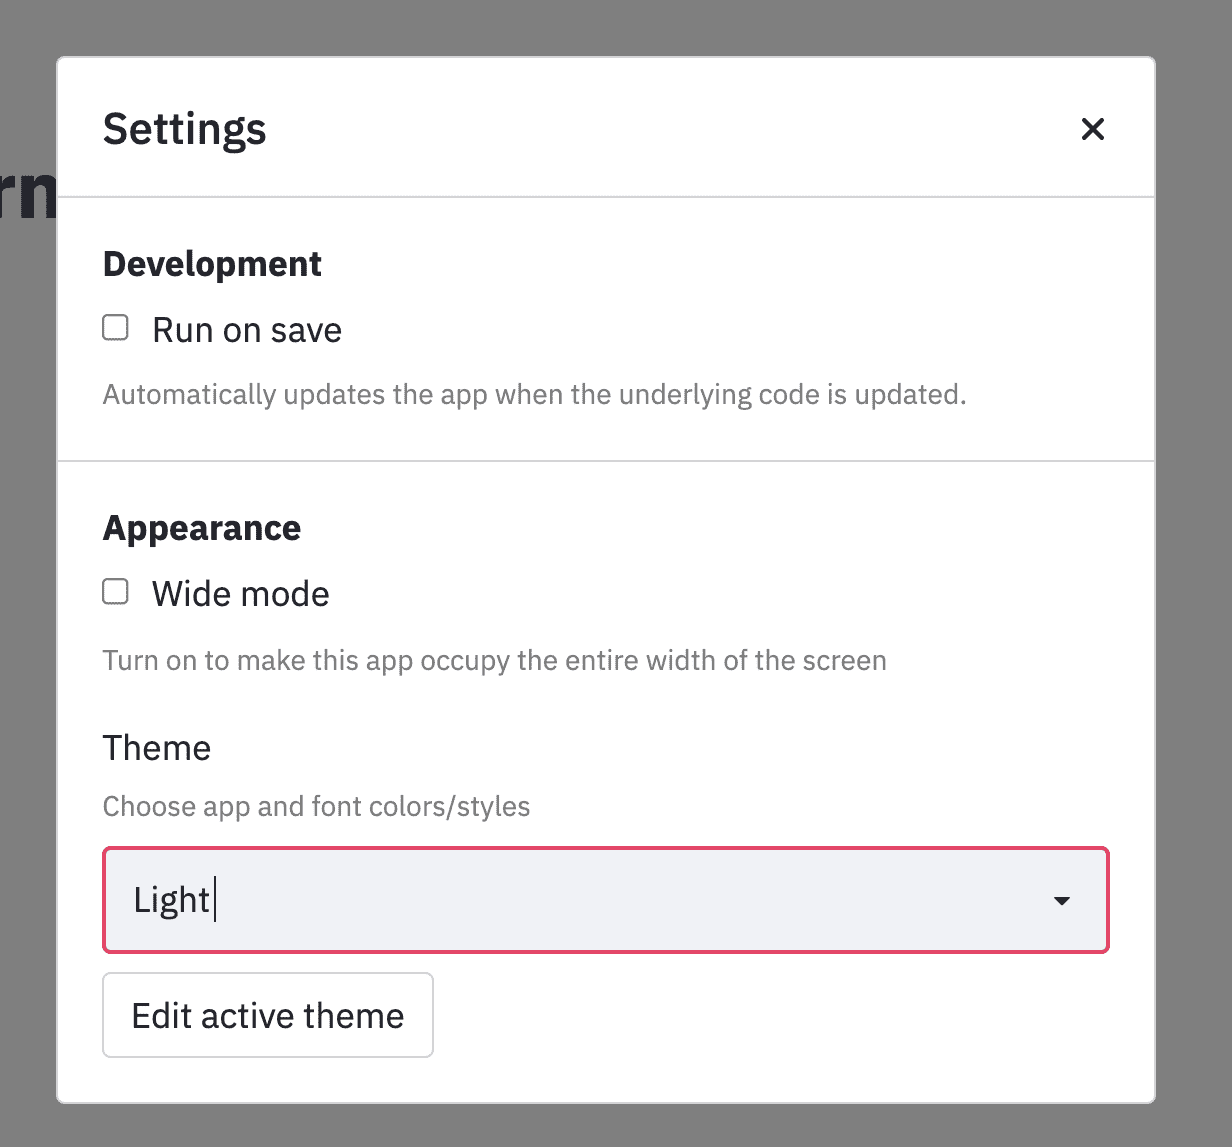 Settings
rn
Development
Run on save
Automatically updates the app when the underlying code is updated.
Appearance
Wide mode
Turn on to make this app occupy the entire width of the screen
Theme
Choose app and font colors/styles
Light
Edit active theme